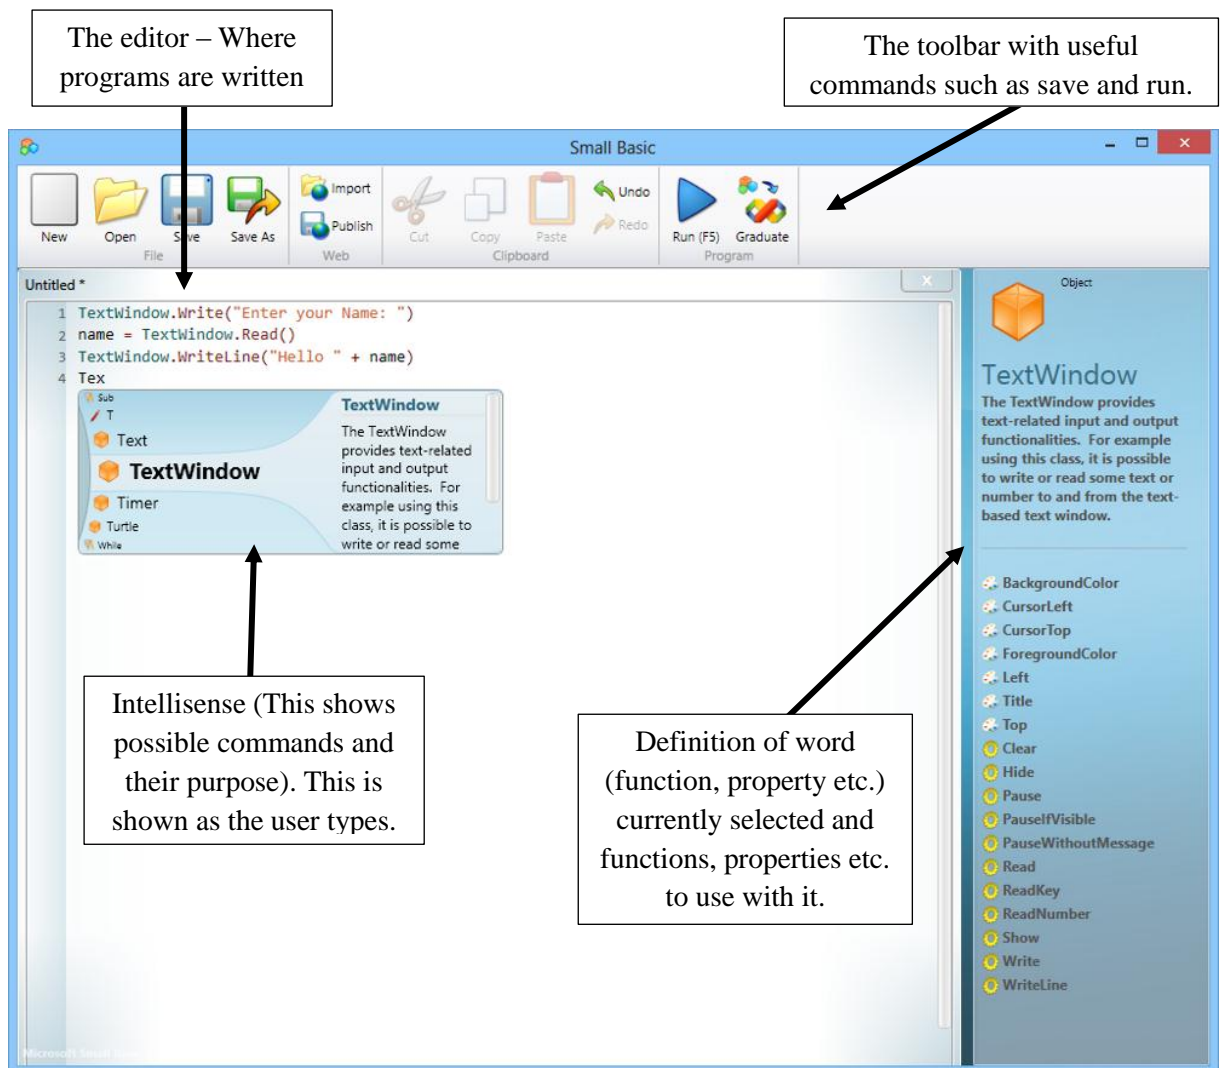 The editor – Where
programs are written
The toolbar with useful
commands such as save and run.
Small Basic
New
Open
Save
Save As
File
Import
Publish
Web
Cut
Copy
Paste
Undo
Redo
Clipboard
Run (F5)
Graduate
Program
Untitled *
1 TextWindow.Write("Enter your Name: ")
2 name = TextWindow.Read()
3 TextWindow.WriteLine("Hello " + name)
4 Tex
Sub
T
Text
TextWindow
Timer
Turtle
While
TextWindow
The TextWindow
provides text-related
input and output
functionalities. For
example using this
class, it is possible to
write or read some
Intellisense (This shows
possible commands and
their purpose). This is
shown as the user types.
Definition of word
(function, property etc.)
currently selected and
functions, properties etc.
to use with it.
Object
TextWindow
The TextWindow provides
text-related input and output
functionalities. For example
using this class, it is possible
to write or read some text or
number to and from the text-
based text window.
BackgroundColor
CursorLeft
CursorTop
ForegroundColor
Left
Title
Top
Clear
Hide
Pause
PauseIfVisible
PauseWithoutMessage
Read
ReadKey
ReadNumber
Show
Write
WriteLine
Microsoft Small